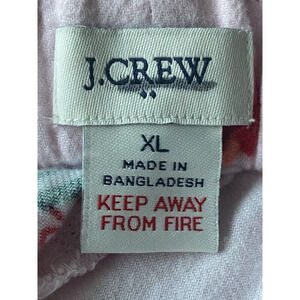 J.CREW
XL
MADE IN
BANGLADESH
KEEP AWAY
FROM FIRE